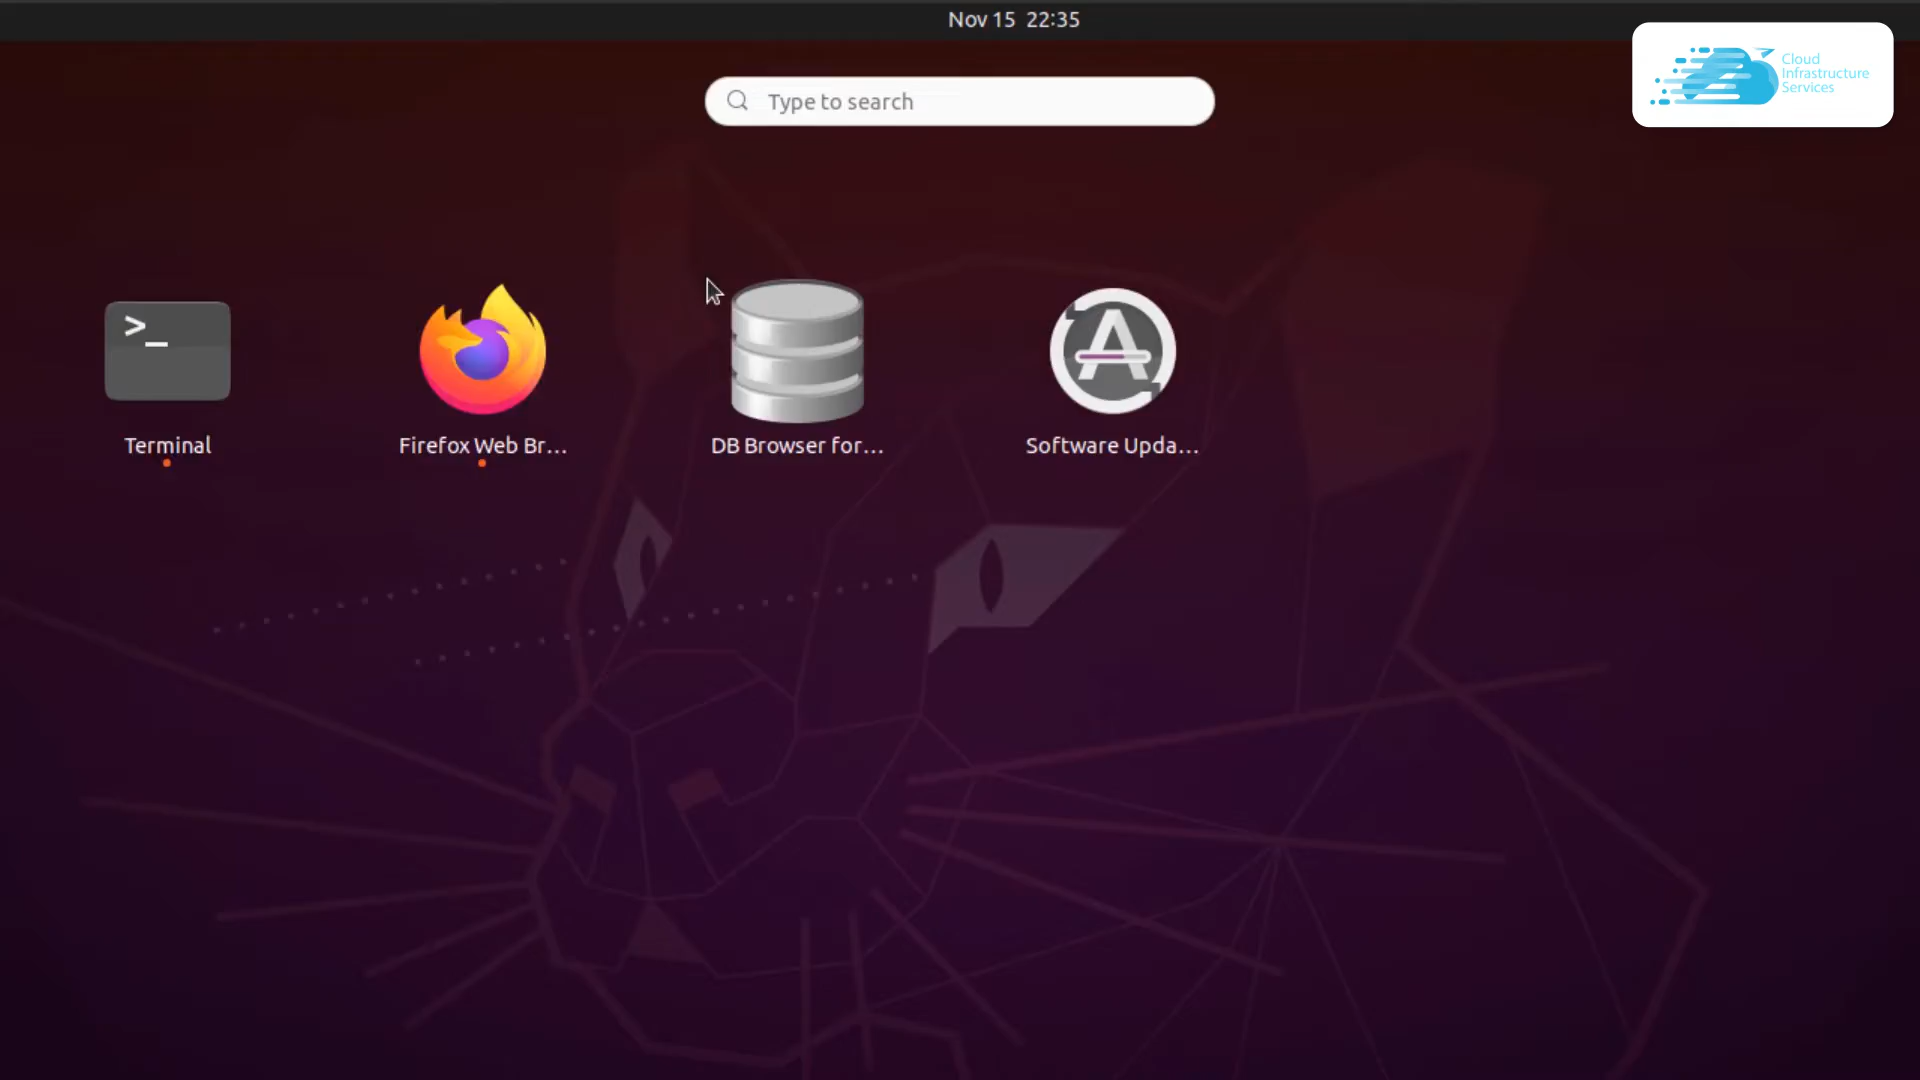 Nov 15 22:35
Type to search
Cloud
Infrastructure
Services
>_
Terminal
Firefox Web Br...
DB Browser for...
Software Upda...